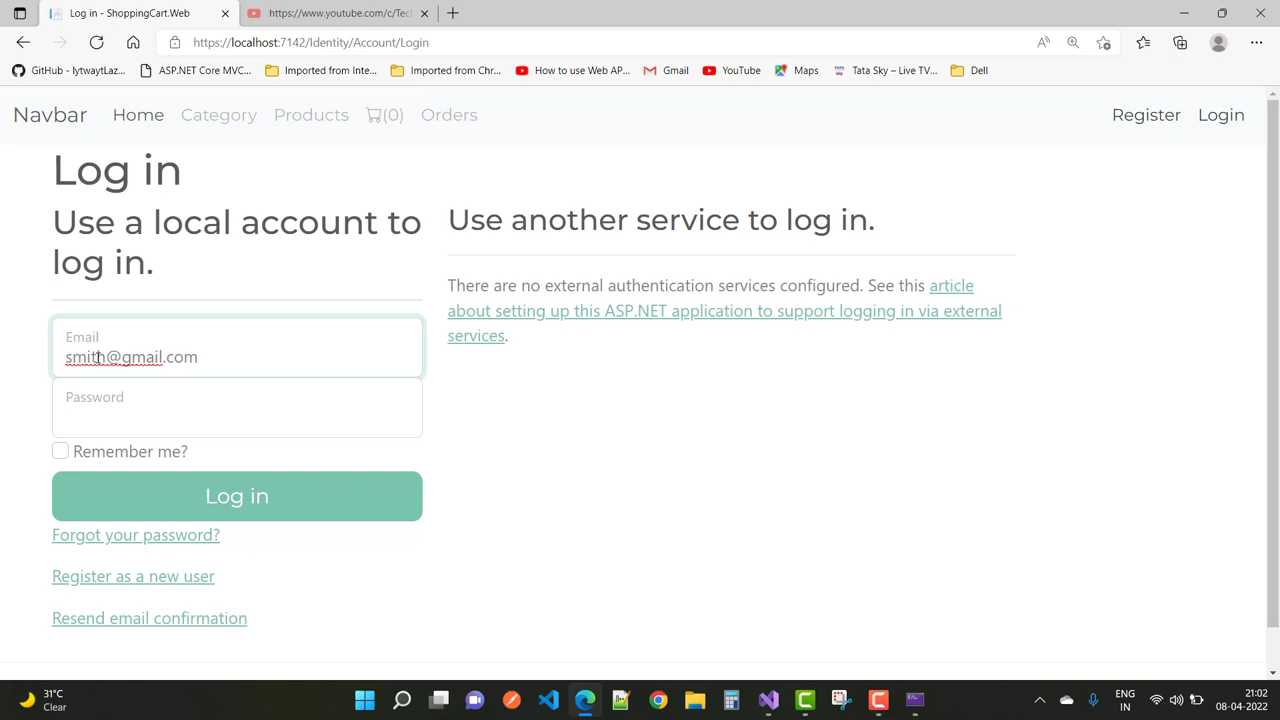 Log in - ShoppingCart.Web
https://www.youtube.com/c/Tech
https://localhost:7142/Identity/Account/Login
GitHub - lytwytLaz...
ASP.NET Core MVC...
Imported from Inte...
Imported from Chr...
How to use Web AP...
Gmail
YouTube
Maps
Tata Sky – Live TV...
Dell
Navbar
Home
Category
Products
(0)
Orders
Register
Login
Log in
Use a local account to
log in.
Email
smith@gmail.com
Password
Remember me?
Log in
Forgot your password?
Register as a new user
Resend email confirmation
Use another service to log in.
There are no external authentication services configured. See this article
about setting up this ASP.NET application to support logging in via external
services.
31°C
Clear
ENG
IN
21:02
08-04-2022